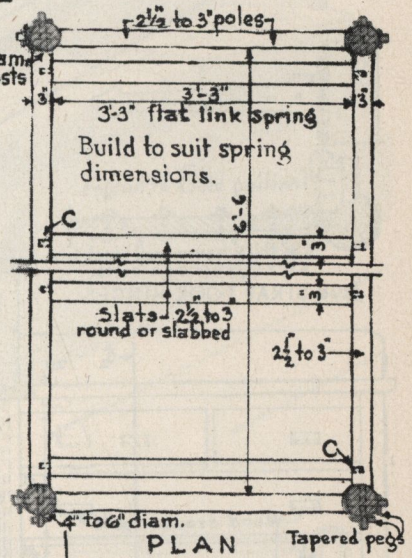 2½" to 3" poles
am.
sts
3"
3'-3"
3"
3'-3" flat link spring
Build to suit spring
dimensions.
6'-6
C
3"
3"
Slats - 2½" to 3"
round or slabbed
2½" to 3"
C
4" to 6" diam.
Tapered pegs
PLAN